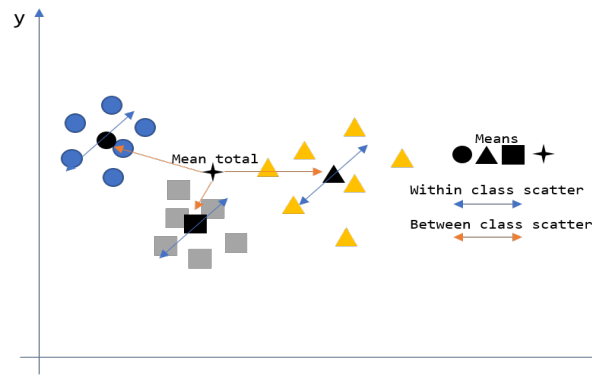 y
Means
Mean total
Within class scatter
Between class scatter